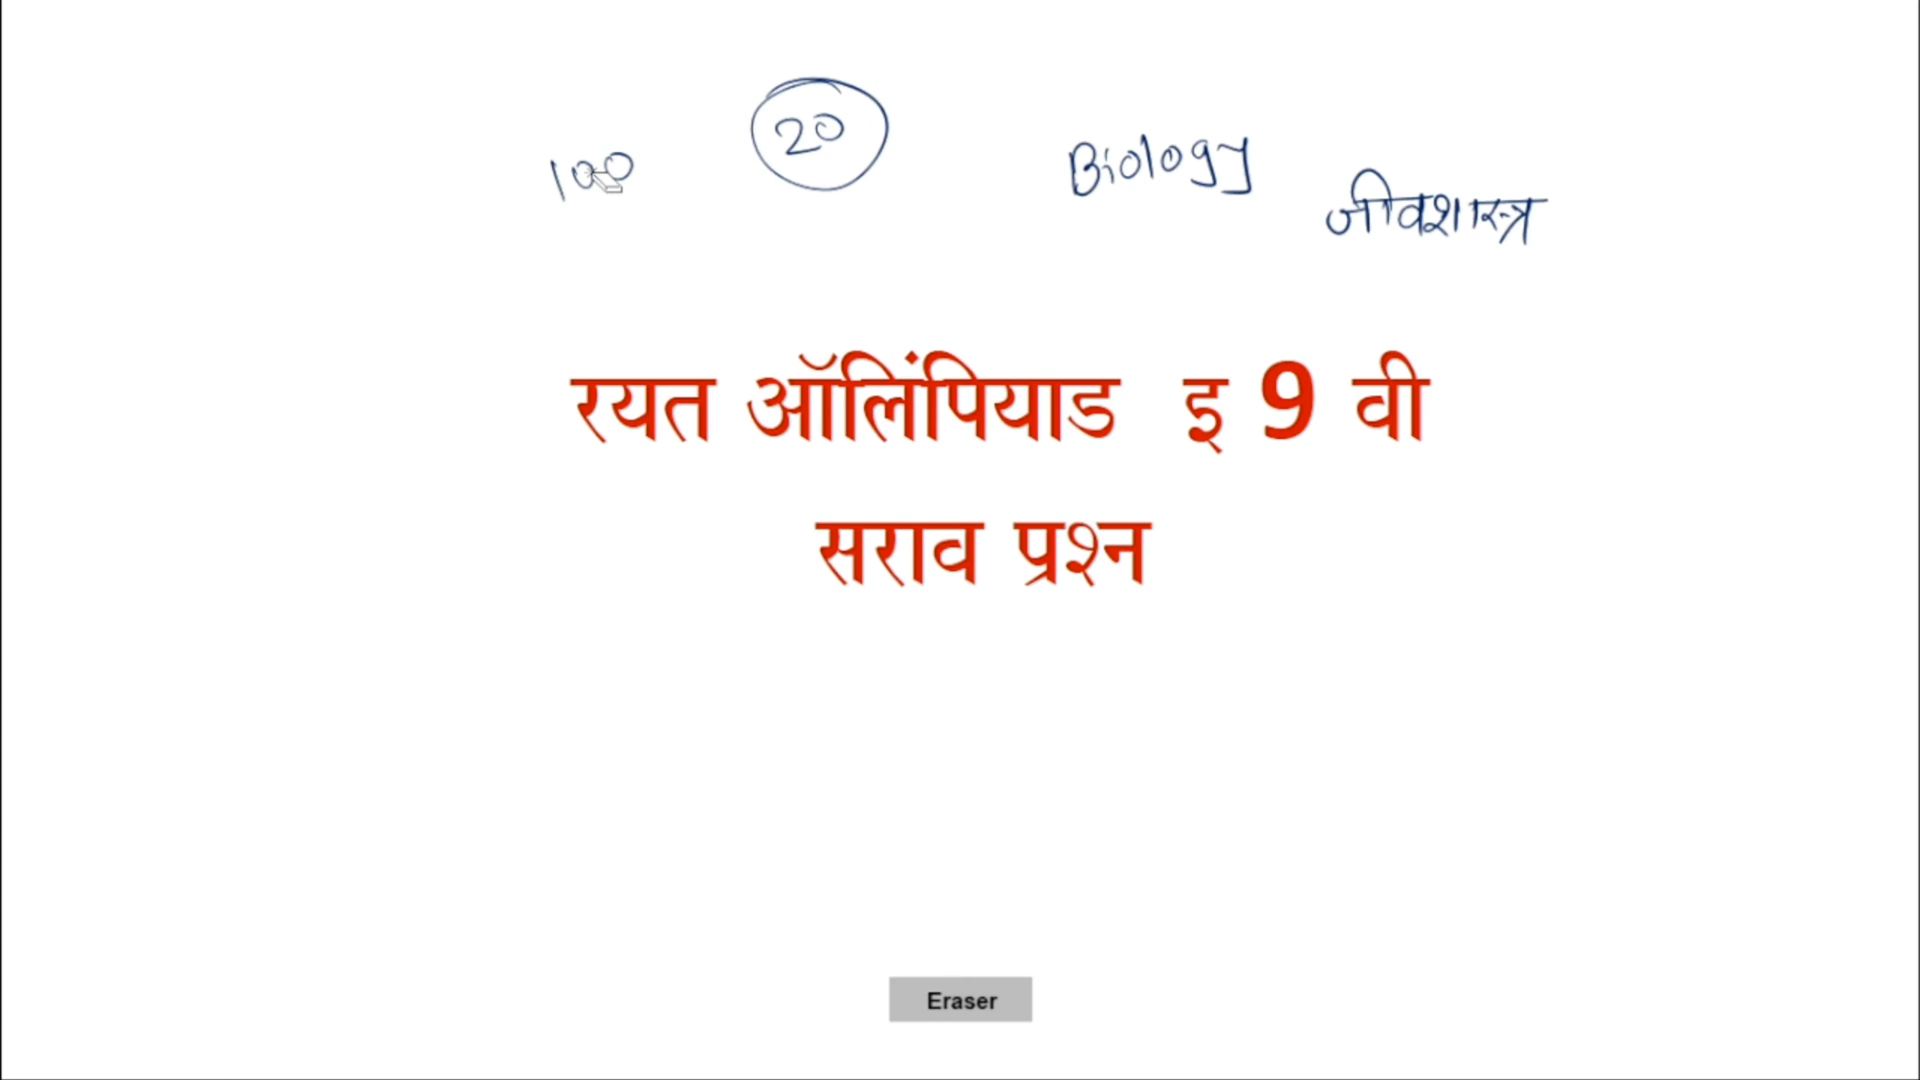 20
100
Biology
जीवशास्त्र
रयत ऑलिंपियाड इ 9 वी
सराव प्रश्न
Eraser